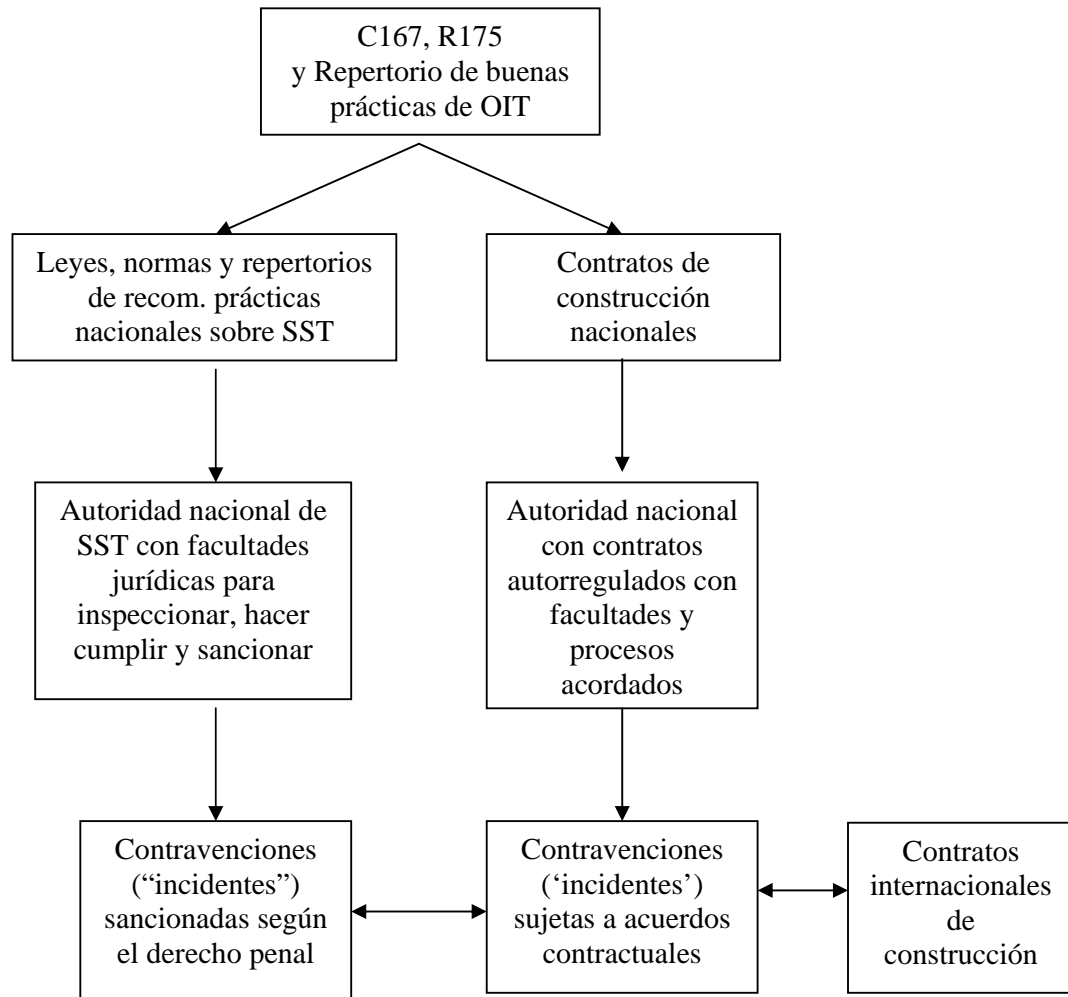 C167, R175
y Repertorio de buenas
prácticas de OIT
Leyes, normas y repertorios
de recom. prácticas
nacionales sobre SST
Contratos de
construcción
nacionales
Autoridad nacional de
SST con facultades
jurídicas para
inspeccionar, hacer
cumplir y sancionar
Autoridad nacional
con contratos
autorregulados con
facultades y
procesos
acordados
Contravenciones
(“incidentes”)
sancionadas según
el derecho penal
Contravenciones
(‘incidentes’)
sujetas a acuerdos
contractuales
Contratos
internacionales
de
construcción